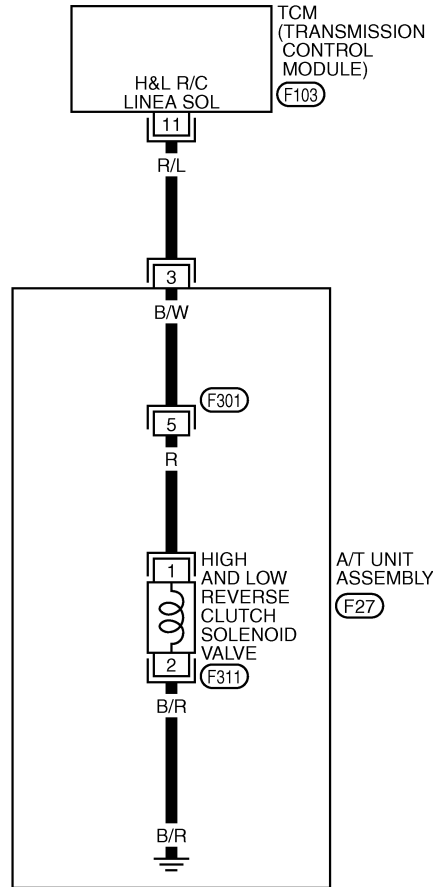 TCM
(TRANSMISSION
CONTROL
MODULE)
F103
H&L R/C
LINEA SOL
11
R/L
3
B/W
F301
5
R
1
HIGH
AND LOW
REVERSE
CLUTCH
SOLENOID
VALVE
A/T UNIT
ASSEMBLY
F27
2
F311
B/R
B/R